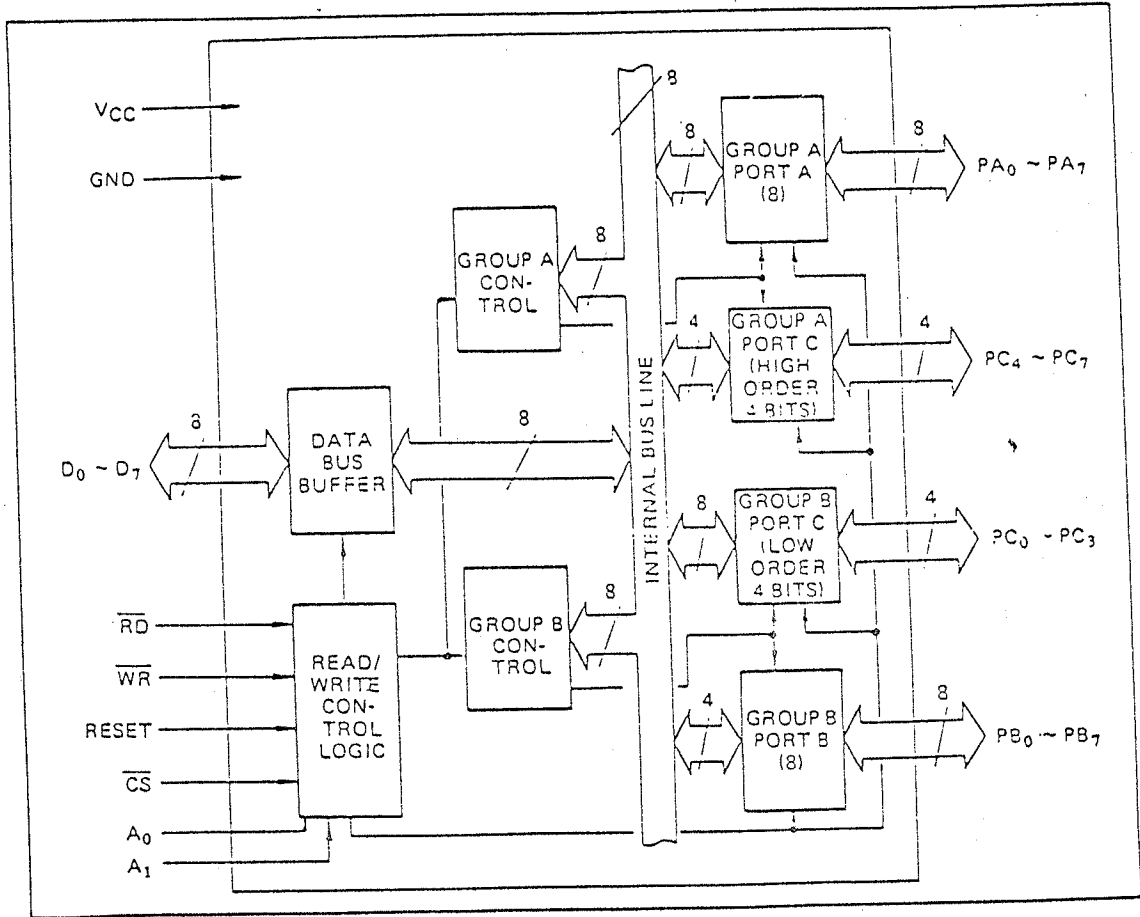 VCC
GND
8
8
GROUP A
PORT A
(8)
8
PA0 ~ PA7
GROUP A
CON-
TROL
8
4
GROUP A
PORT C
(HIGH
ORDER
4 BITS)
4
PC4 ~ PC7
D0 ~ D7
8
DATA
BUS
BUFFER
8
INTERNAL BUS LINE
8
GROUP B
PORT C
(LOW
ORDER
4 BITS)
4
PC0 ~ PC3
RD
WR
RESET
CS
A0
A1
READ/
WRITE
CON-
TROL
LOGIC
GROUP B
CON-
TROL
8
4
GROUP B
PORT B
(8)
8
PB0 ~ PB7